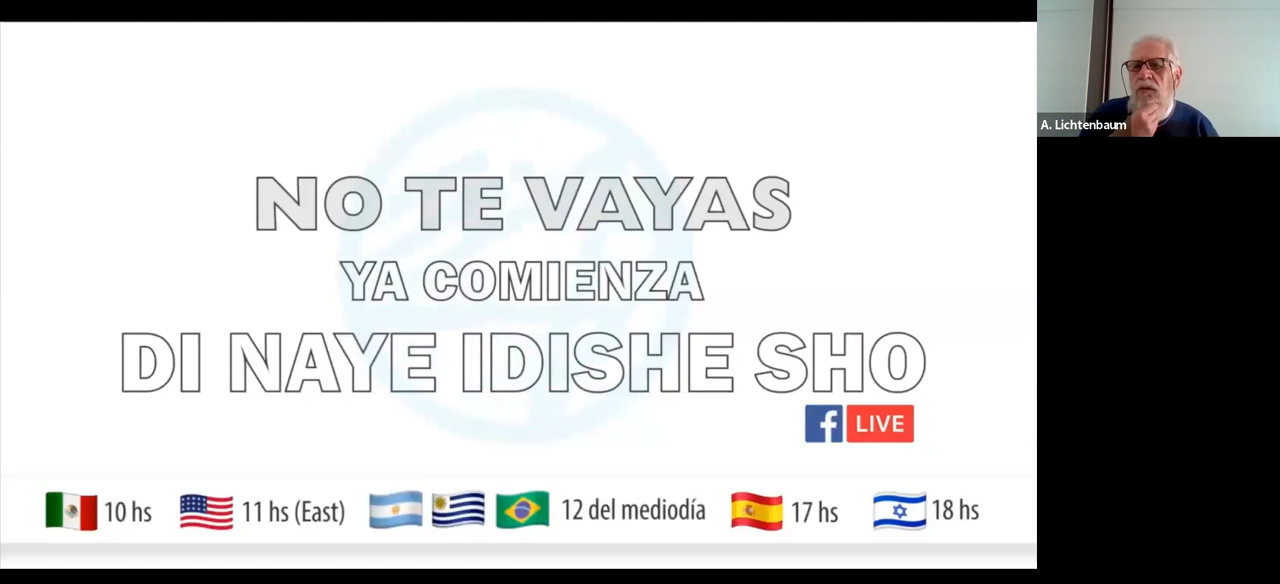 NO TE VAYAS
YA COMIENZA
DI NAYE IDISHE SHO
f LIVE
10 hs 11 hs (East) 12 del mediodía 17 hs 18 hs
A. Lichtenbaum